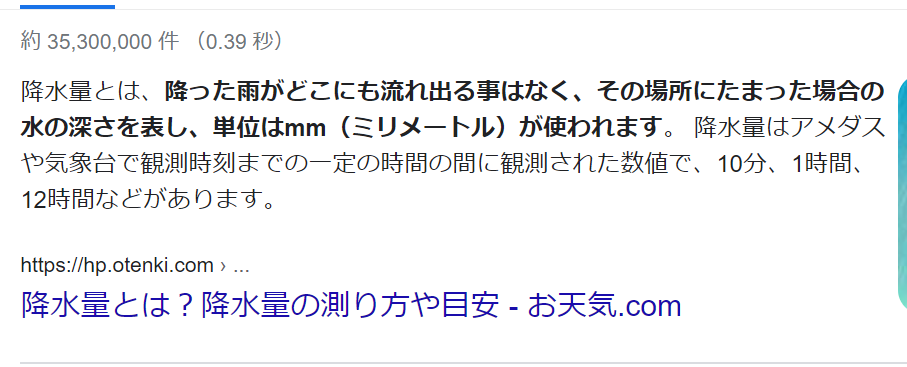 約 35,300,000 件 （0.39 秒）
降水量とは、降った雨がどこにも流れ出る事はなく、その場所にたまった場合の
水の深さを表し、単位はmm（ミリメートル）が使われます。 降水量はアメダス
や気象台で観測時刻までの一定の時間の間に観測された数値で、10分、1時間、
12時間などがあります。
https://hp.otenki.com › ...
降水量とは？降水量の測り方や目安 - お天気.com